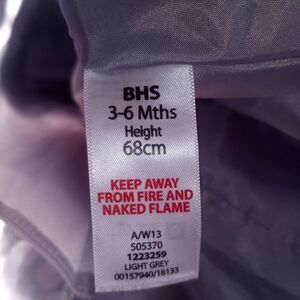 BHS
3-6 Mths
Height
68cm
KEEP AWAY
FROM FIRE AND
NAKED FLAME
A/W13
505370
1223259
LIGHT GREY
00157940/18133